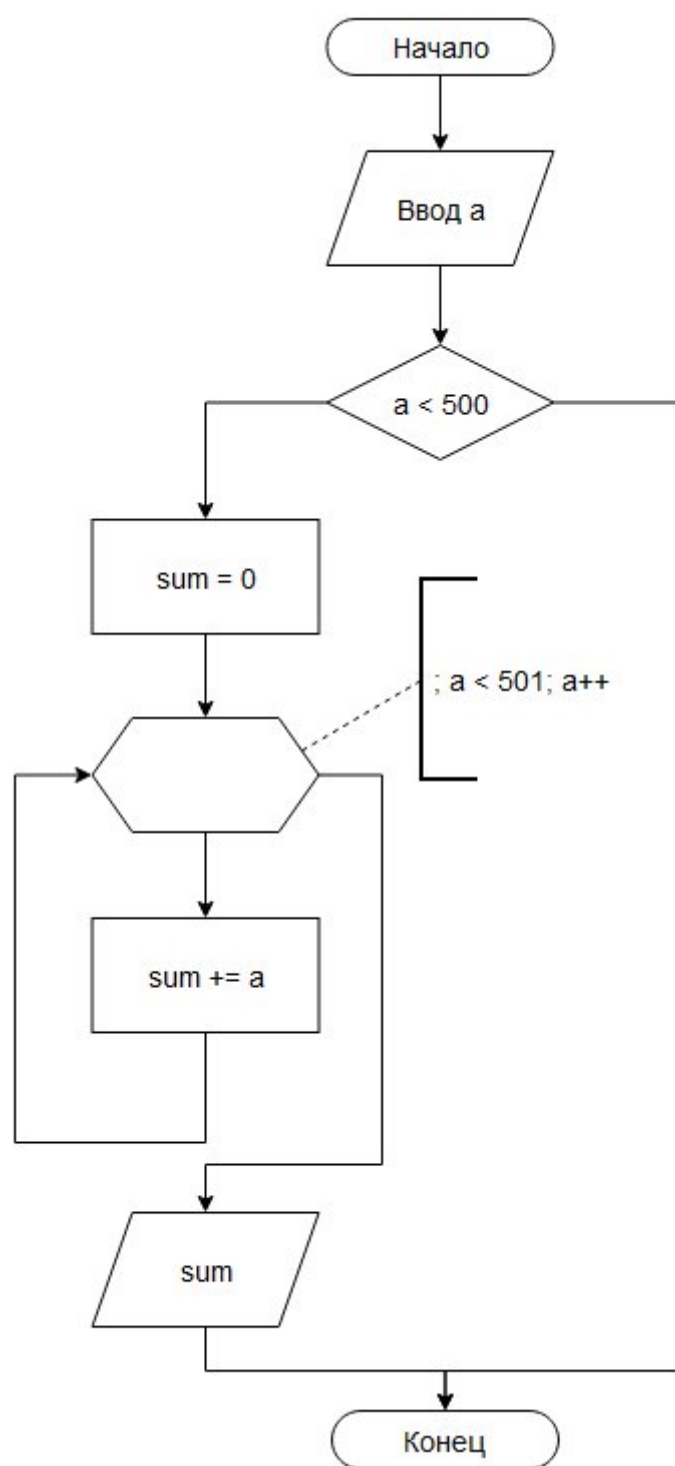 Начало
Ввод a
a < 500
sum = 0
; a < 501; a++
sum += a
sum
Конец